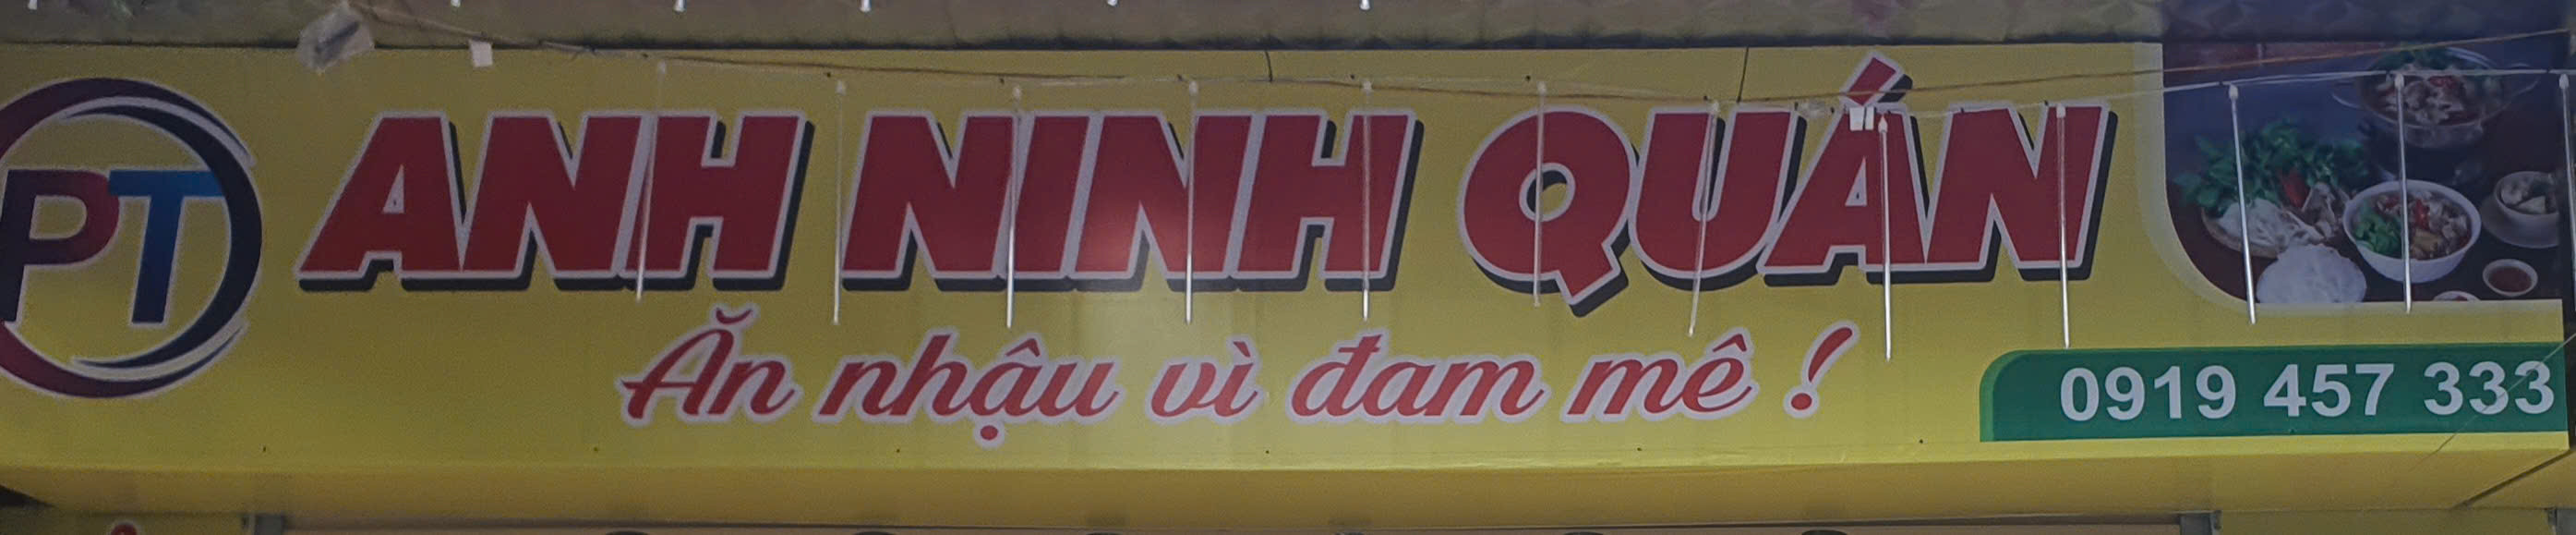 PT
ANH NINH QUÁN
Ăn nhậu vì đam mê !
0919 457 333